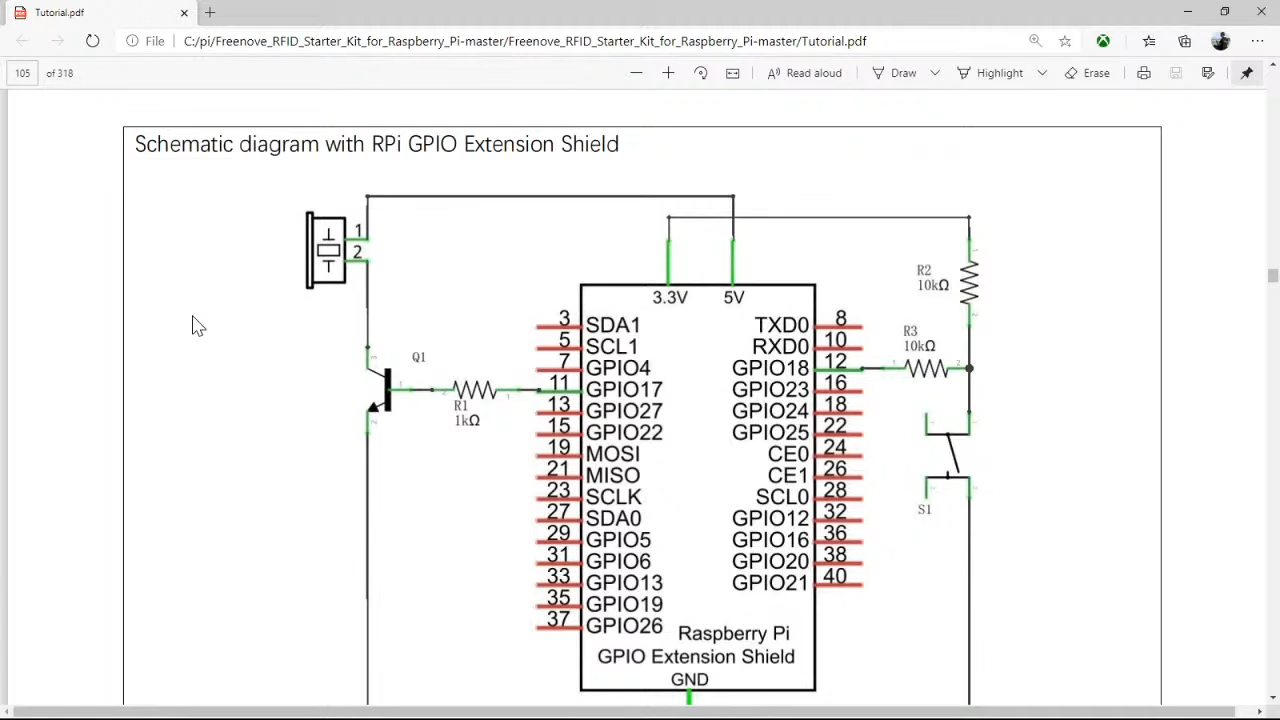 Tutorial.pdf
File
C:/pi/Freenove_RFID_Starter_Kit_for_Raspberry_Pi-master/Freenove_RFID_Starter_Kit_for_Raspberry_Pi-master/Tutorial.pdf
105 of 318
Read aloud
Draw
Highlight
Erase
Schematic diagram with RPi GPIO Extension Shield
1
2
3.3V 5V
R2
10kΩ
R3
10kΩ
Q1
R1
1kΩ
S1
3 SDA1 TXD0 8
5 SCL1 RXD0 10
7 GPIO4 GPIO18 12
11 GPIO17 GPIO23 16
13 GPIO27 GPIO24 18
15 GPIO22 GPIO25 22
19 MOSI CE0 24
21 MISO CE1 26
23 SCLK SCL0 28
27 SDA0 GPIO12 32
29 GPIO5 GPIO16 36
31 GPIO6 GPIO20 38
33 GPIO13 GPIO21 40
35 GPIO19
37 GPIO26
Raspberry Pi
GPIO Extension Shield
GND